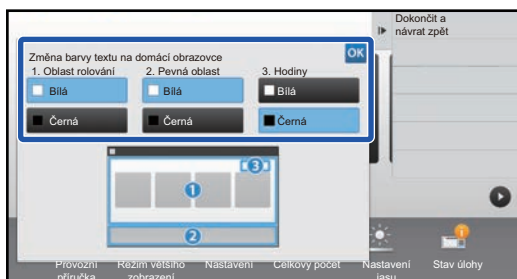 Dokončit a
návrat zpět
OK
Změna barvy textu na domácí obrazovce
1. Oblast rolování
2. Pevná oblast
3. Hodiny
Bílá
Bílá
Bílá
Černá
Černá
Černá
3
1
2
Provozní
příručka
Režim většího
zobrazení
Nastavení
Celkový počet
Nastavení
jasu
Stav úlohy